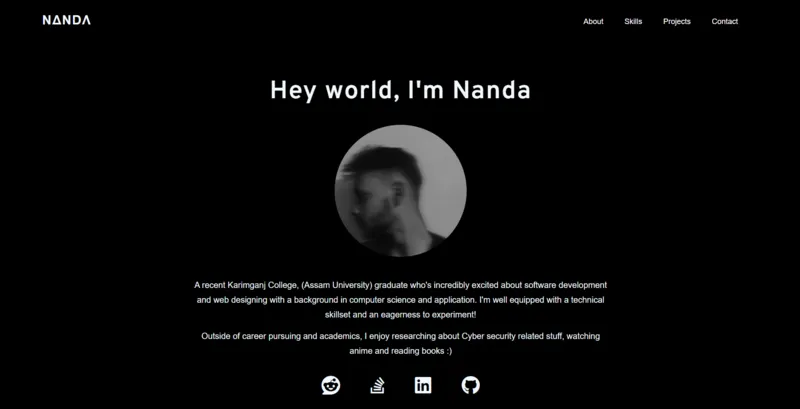 NANDA
About Skills Projects Contact
Hey world, I'm Nanda
A recent Karimganj College, (Assam University) graduate who's incredibly excited about software development
and web designing with a background in computer science and application. I'm well equipped with a technical
skillset and an eagerness to experiment!
Outside of career pursuing and academics, I enjoy researching about Cyber security related stuff, watching
anime and reading books :)
in